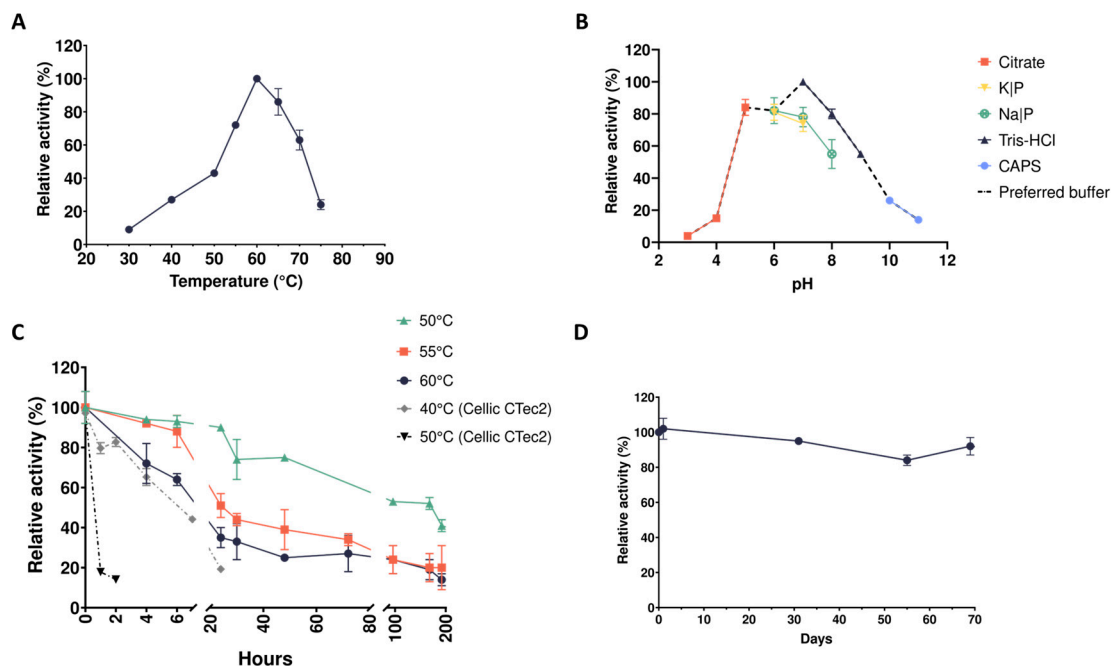 A
Relative activity (%)
120
100
80
60
40
20
0
20 30 40 50 60 70 80 90
Temperature (°C)
B
Relative activity (%)
120
100
80
60
40
20
0
2 4 6 8 10 12
pH
Citrate
K|P
Na|P
Tris-HCl
CAPS
Preferred buffer
C
50°C
55°C
60°C
40°C (Cellic CTec2)
50°C (Cellic CTec2)
Relative activity (%)
120
100
80
60
40
20
0
0 2 4 6 20 40 60 80 100 200
Hours
D
Relative activity (%)
120
100
80
60
40
20
0
0 10 20 30 40 50 60 70
Days